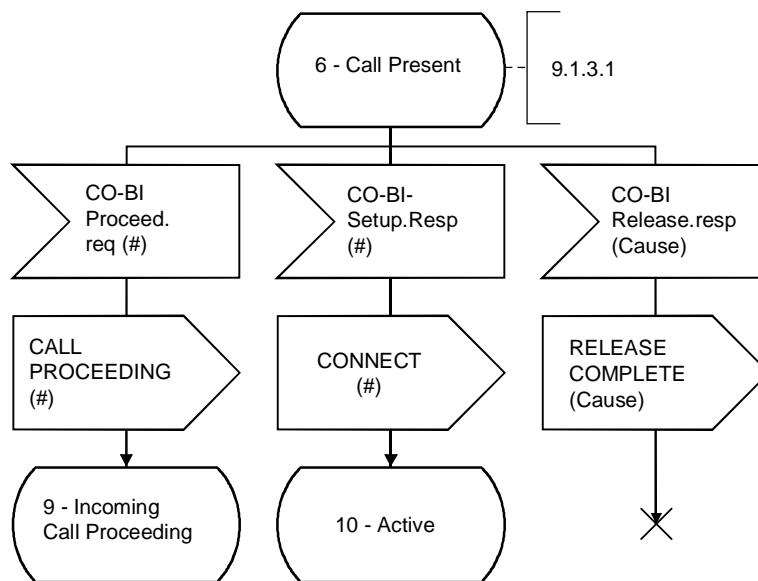 6 - Call Present
9.1.3.1
CO-BI
Proceed.
req (#)
CO-BI-
Setup.Resp
(#)
CO-BI
Release.resp
(Cause)
CALL
PROCEEDING
(#)
CONNECT
(#)
RELEASE
COMPLETE
(Cause)
9 - Incoming
Call Proceeding
10 - Active